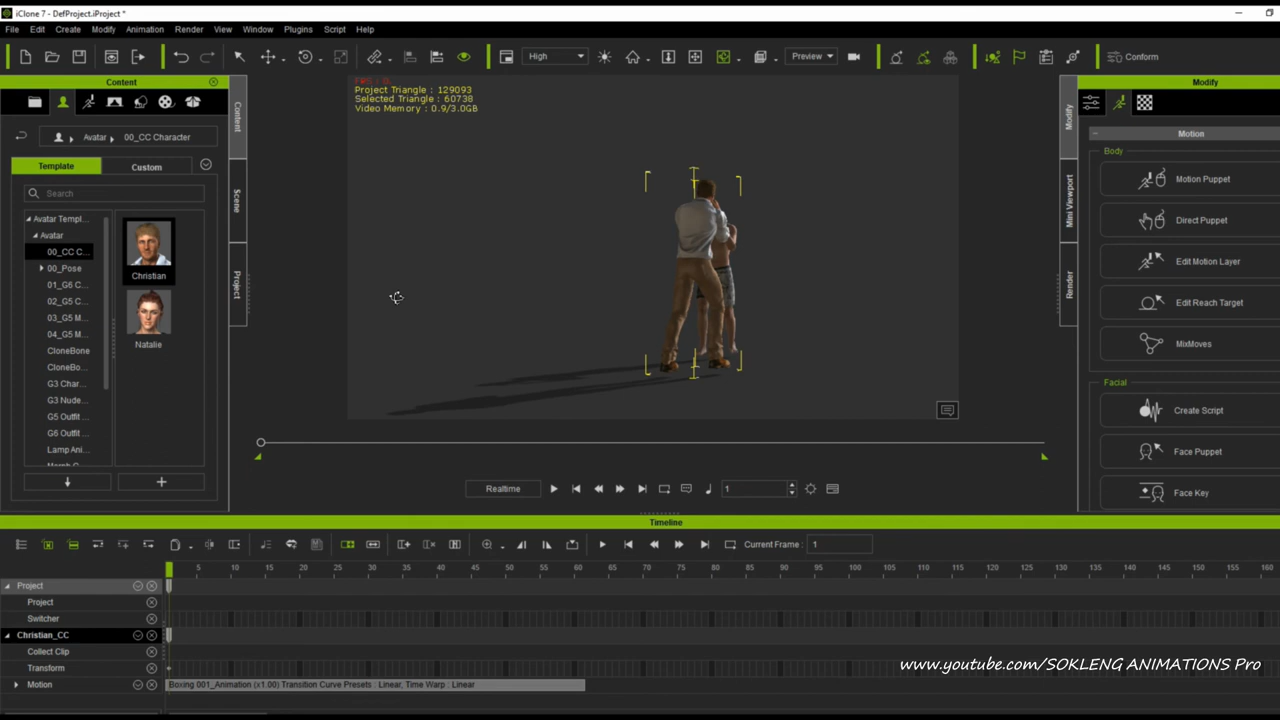 iClone 7 - DefProject.iProject *
File Edit Create Modify Animation Render View Window Plugins Script Help
High
Preview
Conform
Content
Avatar 00_CC Character
Template Custom
Search
Avatar Templ...
Avatar
00_CC C...
00_Pose
01_G6 C...
02_G5 C...
03_G5 M...
04_G5 M...
CloneBone
CloneBo...
G3 Char...
G3 Nude...
G5 Outfit ...
G6 Outfit ...
Lamp Ani...
Christian
Natalie
Content
Scene
Project
Project Triangle : 129093
Selected Triangle : 60738
Video Memory : 0.9/3.0GB
Modify
Mini Viewport
Render
Modify
Motion
Body
Motion Puppet
Direct Puppet
Edit Motion Layer
Edit Reach Target
MixMoves
Facial
Create Script
Face Puppet
Face Key
Realtime
1
Timeline
Current Frame : 1
5 10 15 20 25 30 35 40 45 50 55 60 65 70 75 80 85 90 95 100 105 110 115 120 125 130 135 140 145 150 155 160
Project
Project
Switcher
Christian_CC
Collect Clip
Transform
Motion
Boxing 001_Animation (x1.00) Transition Curve Presets : Linear, Time Warp : Linear
www.youtube.com/SOKLENG ANIMATIONS Pro